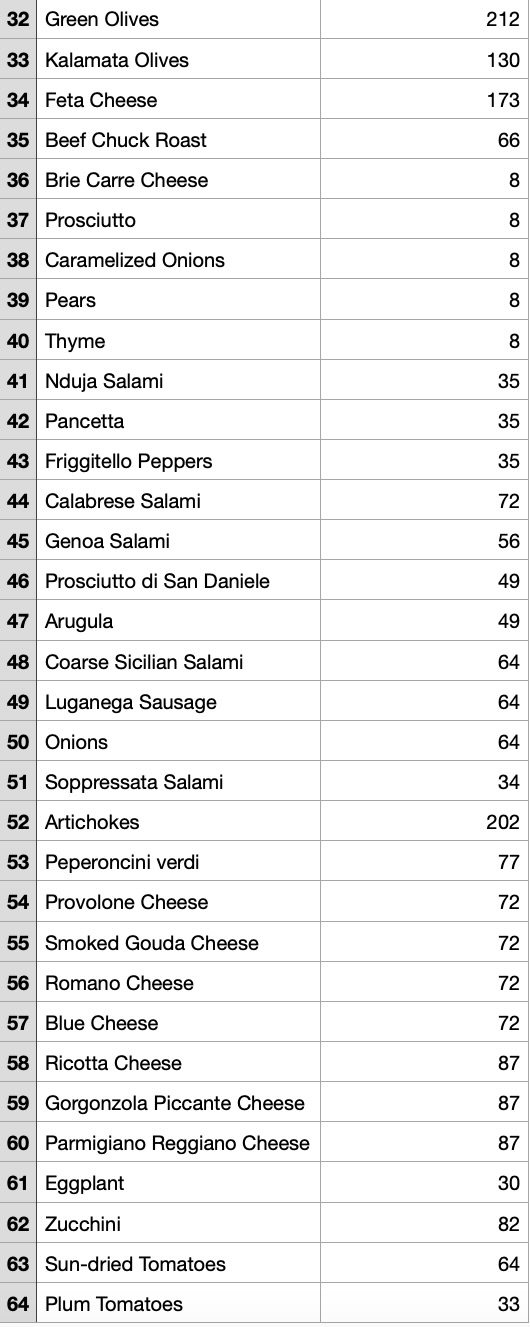 32 Green Olives 212
33 Kalamata Olives 130
34 Feta Cheese 173
35 Beef Chuck Roast 66
36 Brie Carre Cheese 8
37 Prosciutto 8
38 Caramelized Onions 8
39 Pears 8
40 Thyme 8
41 Nduja Salami 35
42 Pancetta 35
43 Friggitello Peppers 35
44 Calabrese Salami 72
45 Genoa Salami 56
46 Prosciutto di San Daniele 49
47 Arugula 49
48 Coarse Sicilian Salami 64
49 Luganega Sausage 64
50 Onions 64
51 Soppressata Salami 34
52 Artichokes 202
53 Peperoncini verdi 77
54 Provolone Cheese 72
55 Smoked Gouda Cheese 72
56 Romano Cheese 72
57 Blue Cheese 72
58 Ricotta Cheese 87
59 Gorgonzola Piccante Cheese 87
60 Parmigiano Reggiano Cheese 87
61 Eggplant 30
62 Zucchini 82
63 Sun-dried Tomatoes 64
64 Plum Tomatoes 33